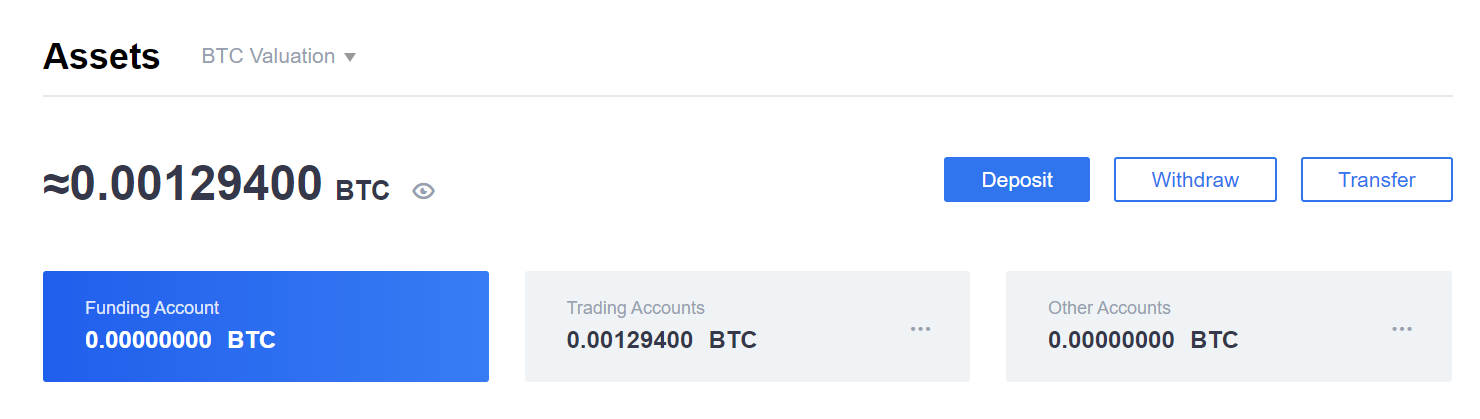 Assets BTC Valuation
≈0.00129400 BTC
Deposit Withdraw Transfer
Funding Account
0.00000000 BTC
Trading Accounts
0.00129400 BTC
Other Accounts
0.00000000 BTC